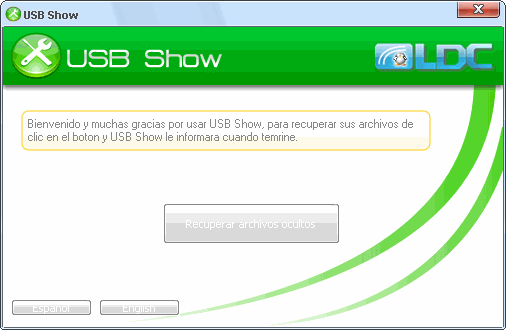 USB Show
USB Show
LDC
Bienvenido y muchas gracias por usar USB Show, para recuperar sus archivos de
clic en el boton y USB Show le informara cuando temrine.
Recuperar archivos ocultos
Español
English